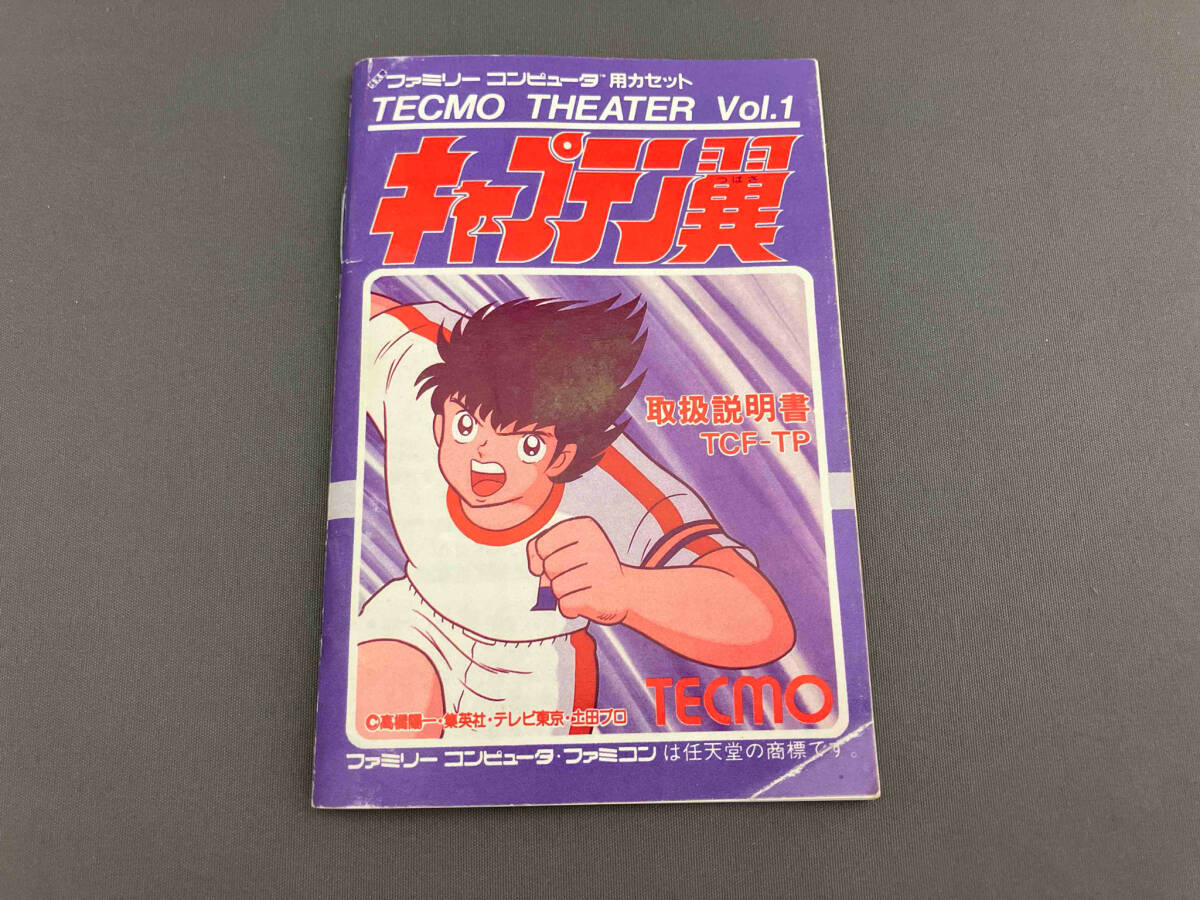 ファミリー コンピュータ™用カセット
TECMO THEATER Vol.1
キャプテン翼
つばさ
取扱説明書
TCF-TP
TECMO
©高橋陽一・集英社・テレビ東京・土田プロ
ファミリー コンピュータ・ファミコン は任天堂の商標です。